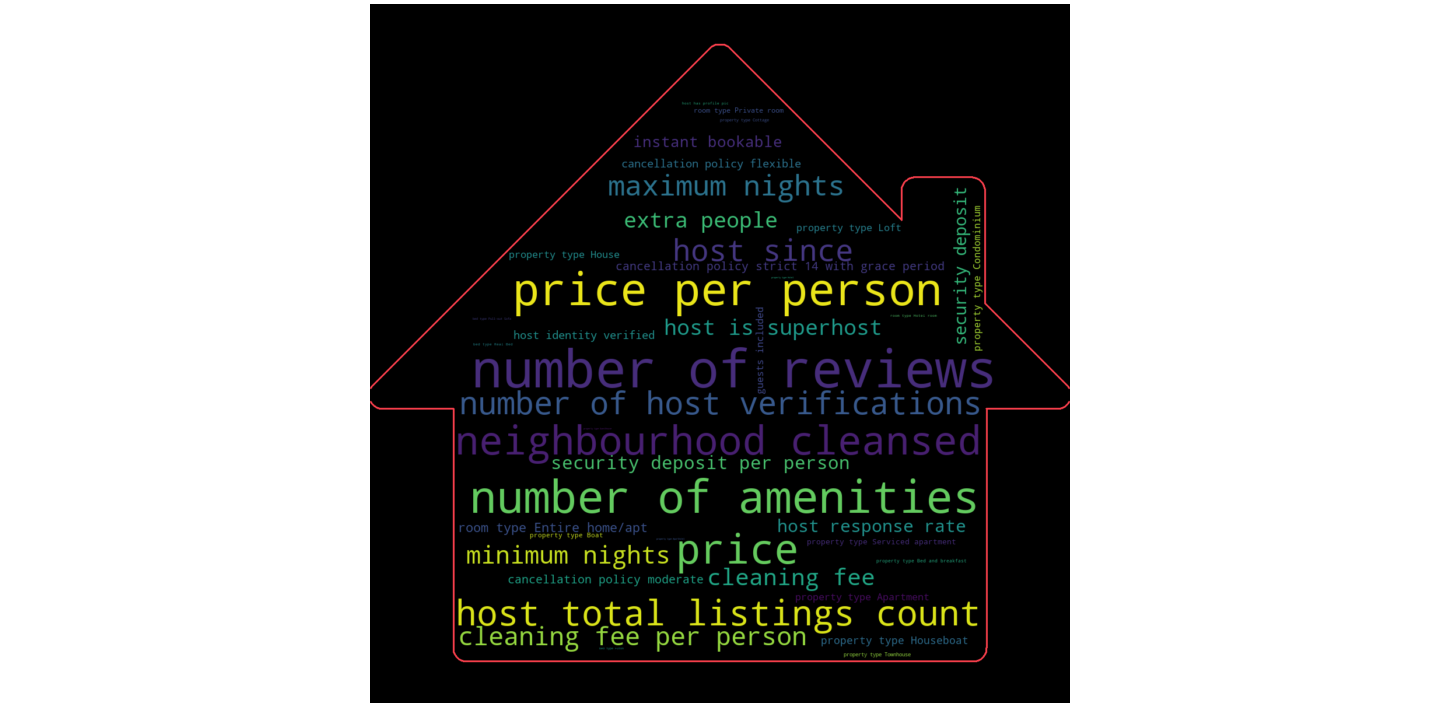 host has profile pic
room type Private room
property type Cottage
instant bookable
cancellation policy flexible
maximum nights
extra people
property type Loft
security deposit
property type Condominium
host since
property type House
cancellation policy strict 14 with grace period
price per person
room type Hotel room
host is superhost
host identity verified
guests included
number of reviews
number of host verifications
neighbourhood cleansed
security deposit per person
number of amenities
room type Entire home/apt
host response rate
property type Boat
price
property type Serviced apartment
minimum nights
property type Bed and breakfast
cancellation policy moderate
cleaning fee
property type Apartment
host total listings count
cleaning fee per person
property type Houseboat
property type Townhouse